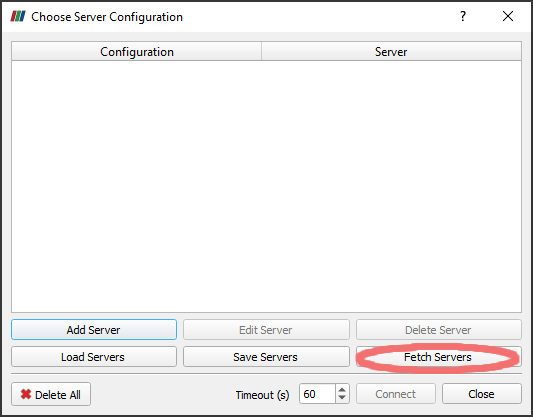 Choose Server Configuration ?
Configuration Server
Add Server Edit Server Delete Server
Load Servers Save Servers Fetch Servers
Delete All Timeout (s) 60 Connect Close